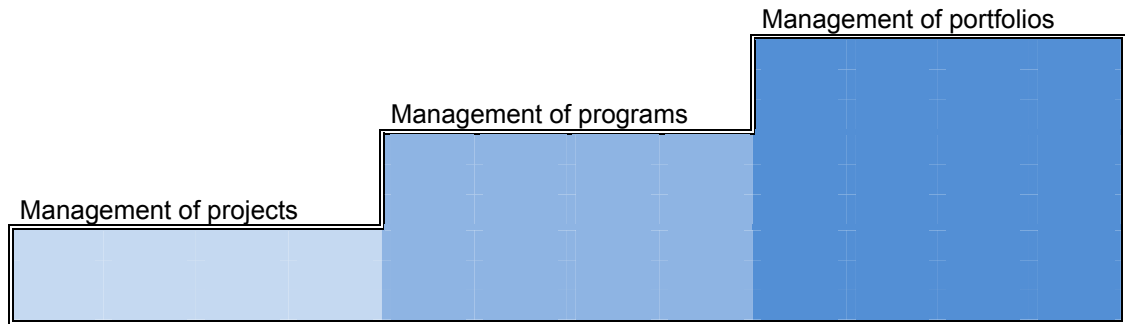 Management of portfolios
Management of programs
Management of projects